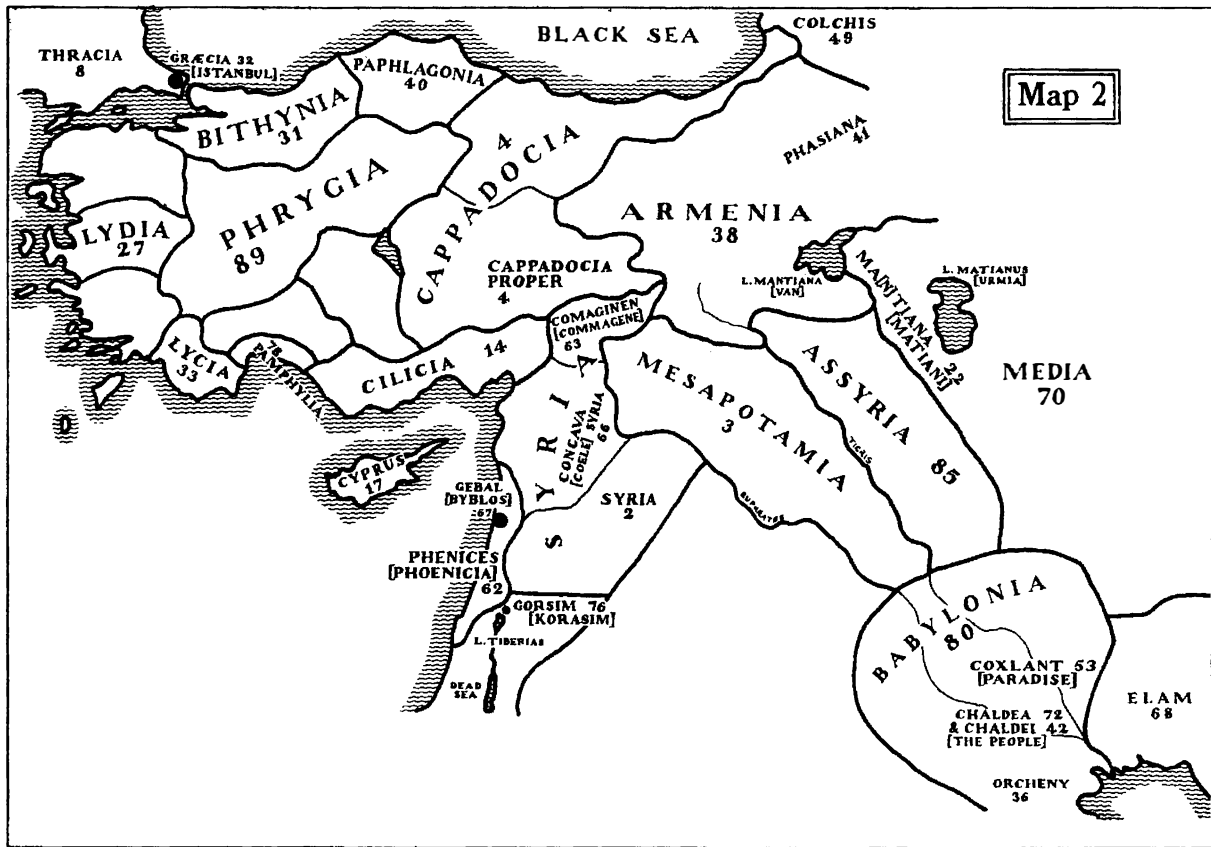 BLACK SEA
COLCHIS
49
THRACIA
8
GRÆCIA 32
[ISTANBUL]
PAPHLAGONIA
40
Map 2
BITHYNIA
31
4
CAPPADOCIA
PHASIANA
41
PHRYGIA
89
LYDIA
27
ARMENIA
38
CAPPADOCIA
PROPER
4
L. MANTIANA
[VAN]
MA[N]TIANA
[MATIANI]
22
L. MATIANUS
[URMIA]
COMAGINEN
[COMMAGENE]
63
LYCIA
33
78
PAMPHYLIA
CILICIA 14
MESAPOTAMIA
3
ASSYRIA 85
MEDIA
70
SYRIA
CONCAVA
[COELE] SYRIA
66
TIGRIS
CYPRUS
17
GEBAL
[BYBLOS]
67
SYRIA
2
EUPHRATES
PHENICES
[PHOENICIA]
62
GORSIM 76
[KORASIM]
L. TIBERIAS
DEAD
SEA
BABYLONIA
80
COXLANT 53
[PARADISE]
CHALDEA 72
& CHALDEI 42
[THE PEOPLE]
ELAM
68
ORCHENY
36